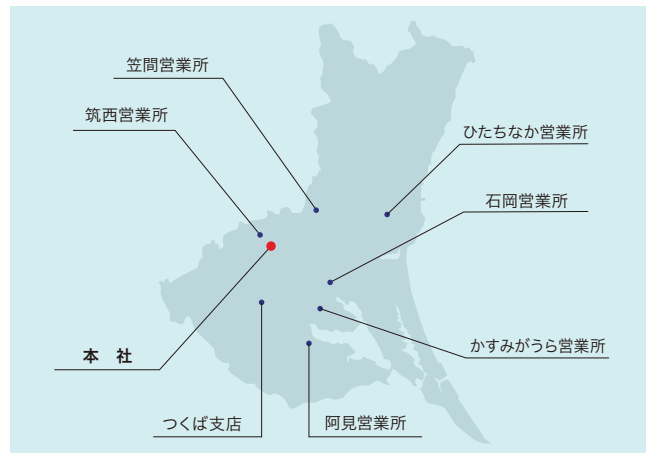 笠間営業所
筑西営業所
ひたちなか営業所
石岡営業所
かすみがうら営業所
本　社
つくば支店
阿見営業所